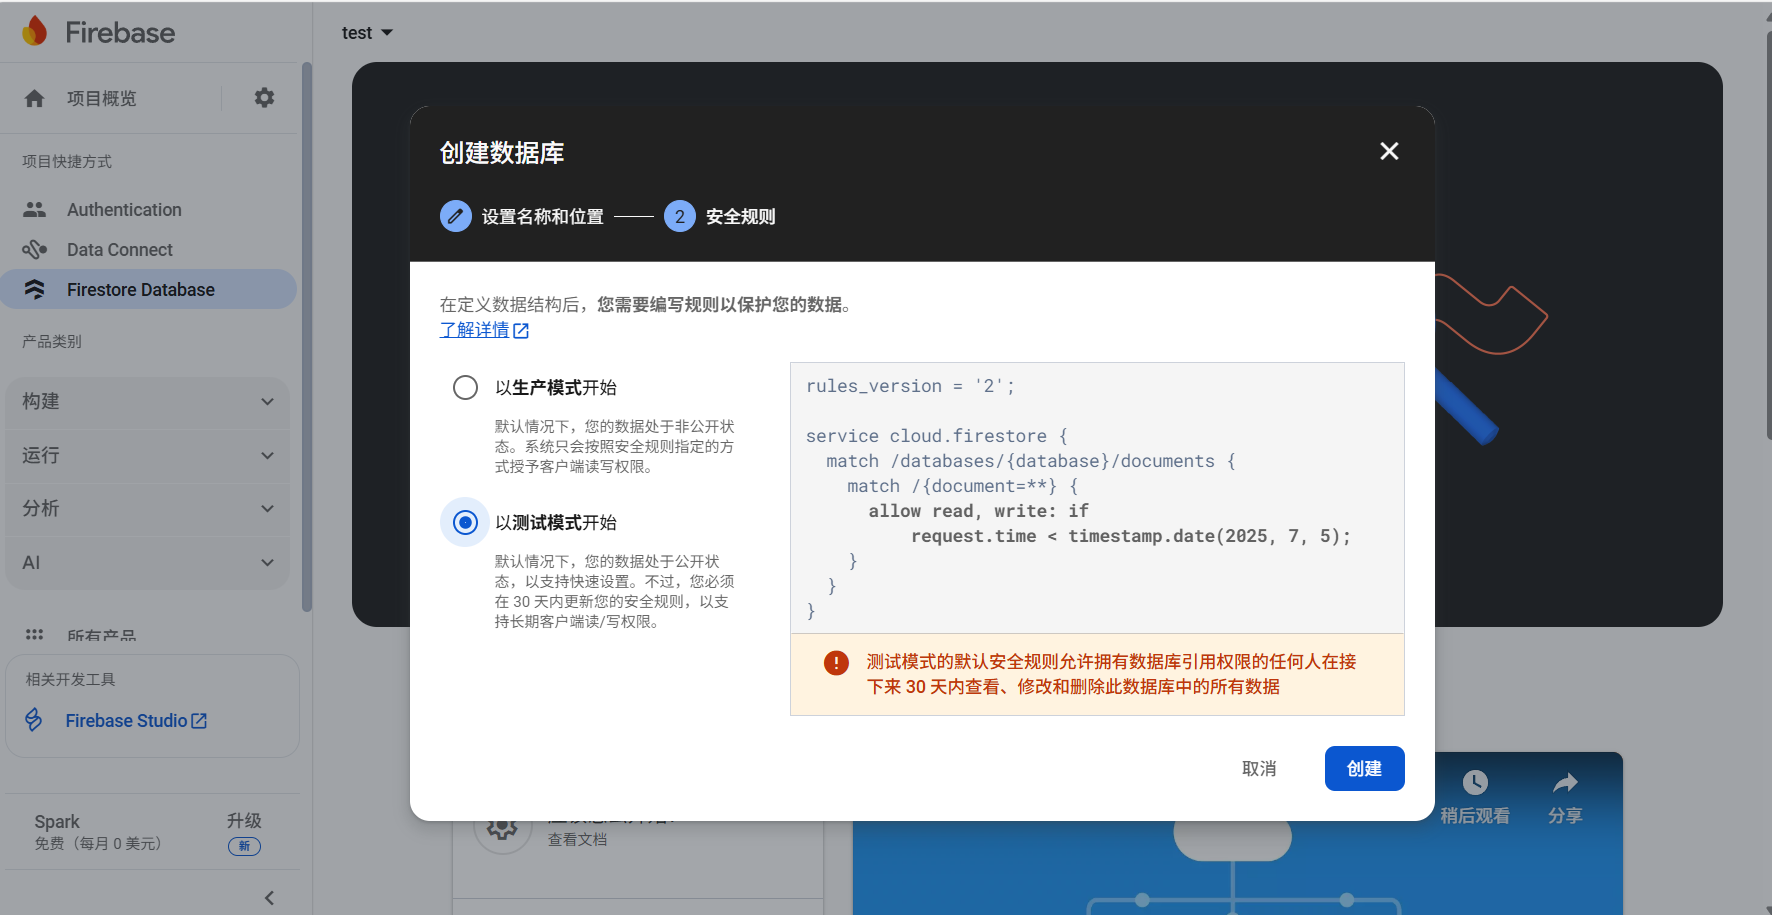 Firebase
test
项目概览
项目快捷方式
Authentication
Data Connect
Firestore Database
产品类别
构建
运行
分析
AI
所有产品
相关开发工具
Firebase Studio
Spark
免费（每月 0 美元）
升级
新
创建数据库
设置名称和位置
2 安全规则
在定义数据结构后，您需要编写规则以保护您的数据。
了解详情
以生产模式开始
默认情况下，您的数据处于非公开状
态。系统只会按照安全规则指定的方
式授予客户端读写权限。
以测试模式开始
默认情况下，您的数据处于公开状
态，以支持快速设置。不过，您必须
在 30 天内更新您的安全规则，以支
持长期客户端读/写权限。
rules_version = '2';
service cloud.firestore {
match /databases/{database}/documents {
match /{document=**} {
allow read, write: if
request.time < timestamp.date(2025, 7, 5);
}
}
}
测试模式的默认安全规则允许拥有数据库引用权限的任何人在接
下来 30 天内查看、修改和删除此数据库中的所有数据
取消
创建
查看文档
稍后观看
分享